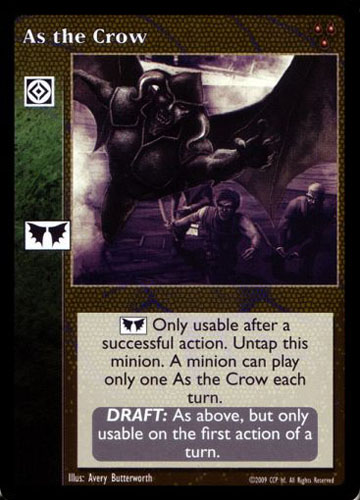 As the Crow
Only usable after a
successful action. Untap this
minion. A minion can play
only one As the Crow each
turn.
DRAFT: As above, but only
usable on the first action of a
turn.
Illus: Avery Butterworth ©2009 CCP hf. All Rights Reserved